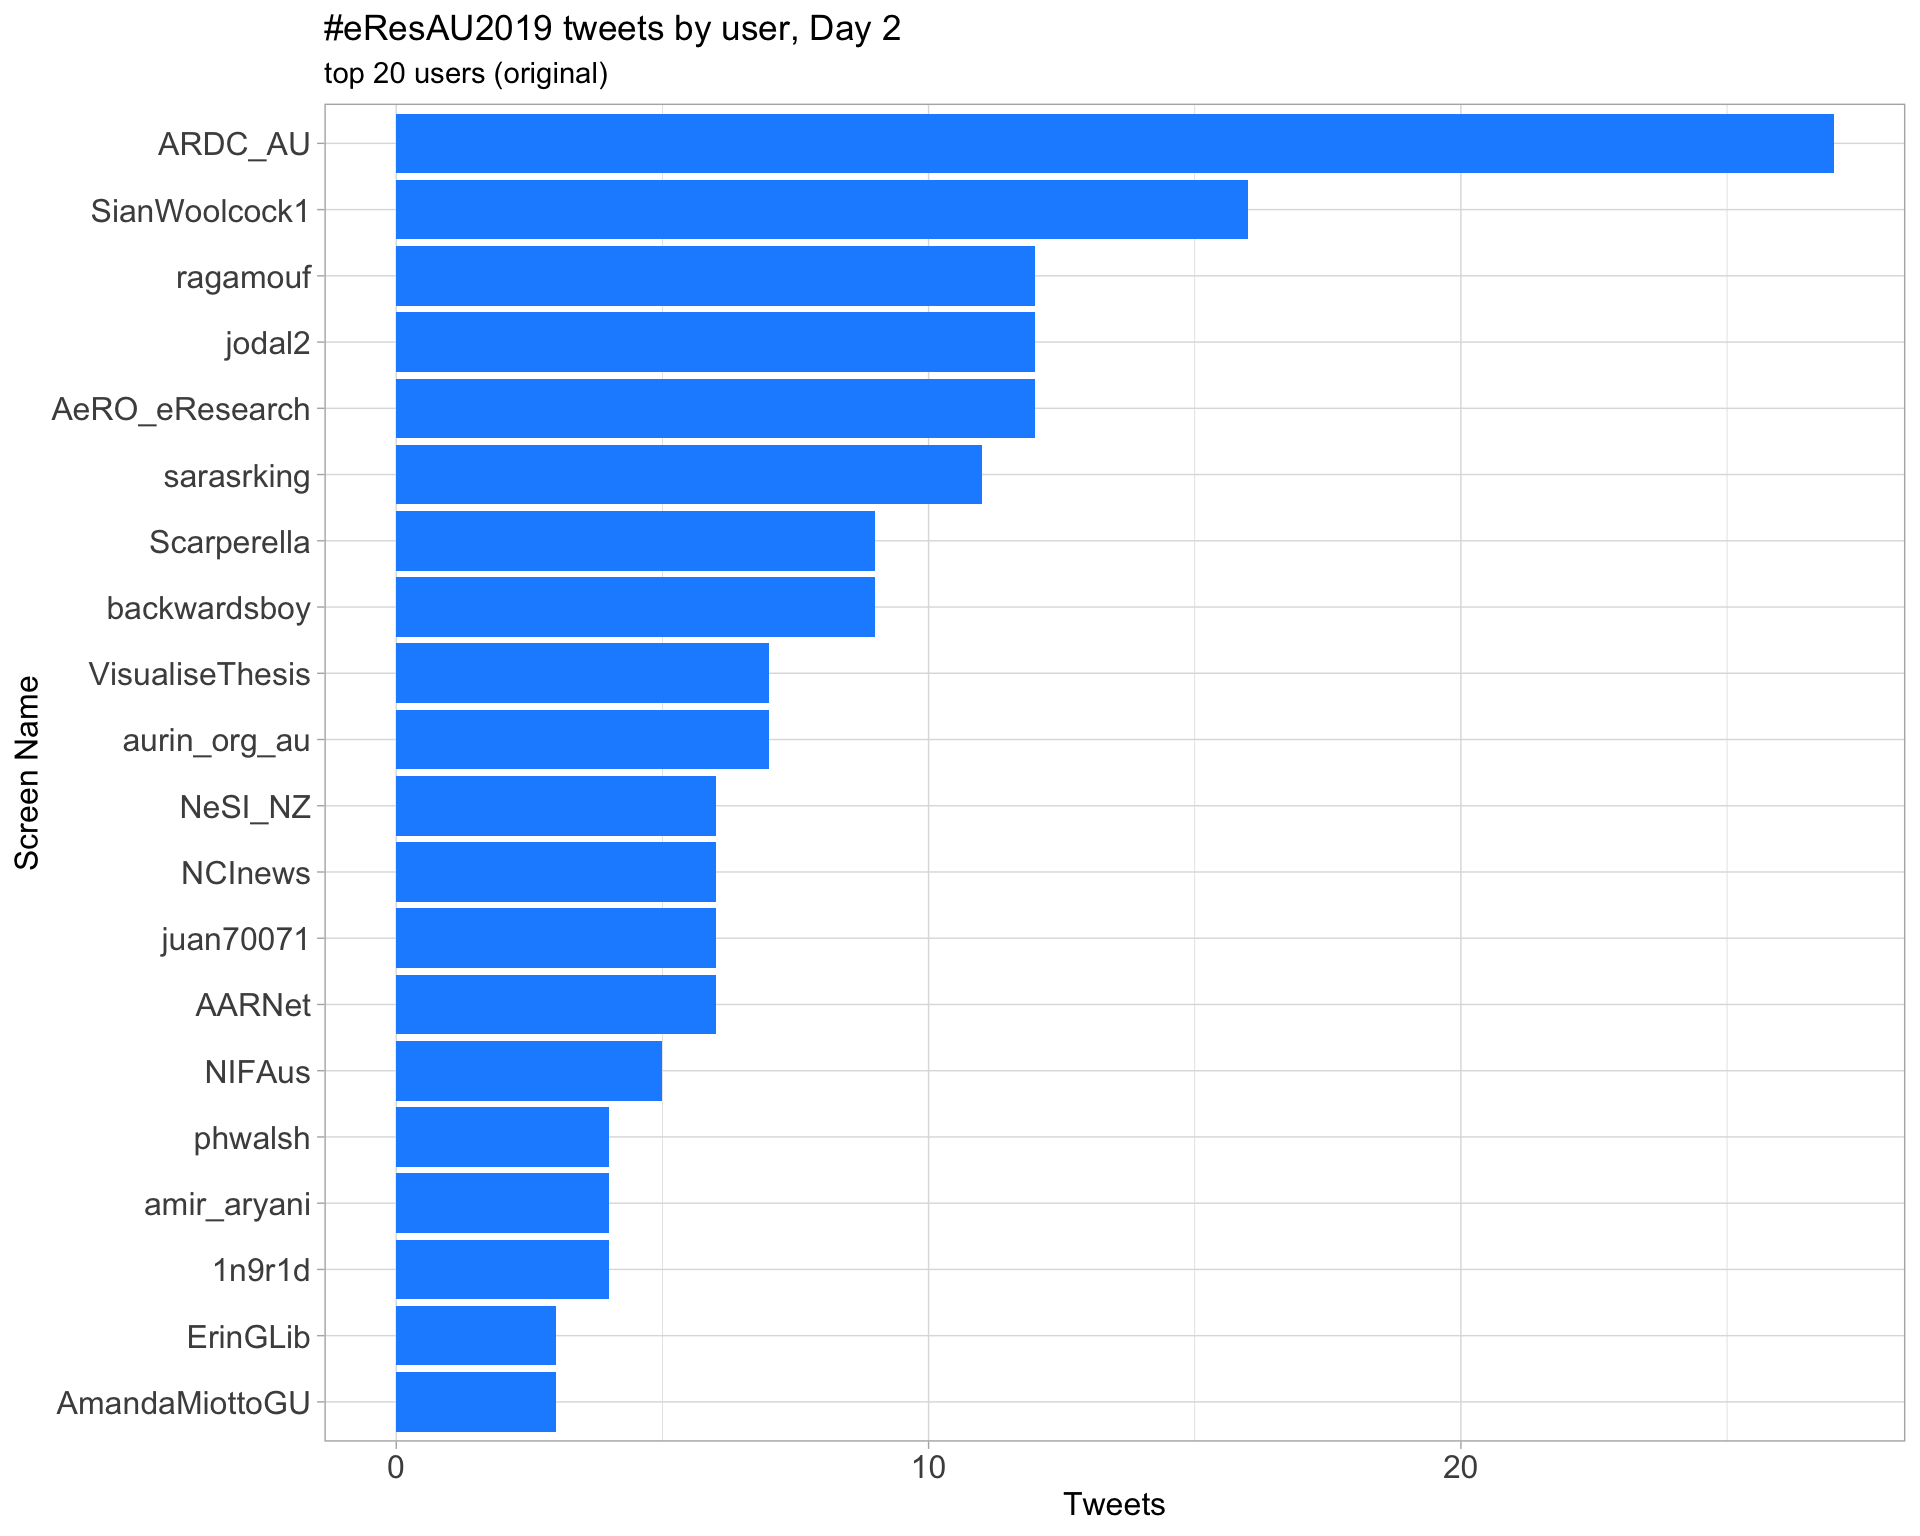 #eResAU2019 tweets by user, Day 2
top 20 users (original)
ARDC_AU
SianWoolcock1
ragamouf
jodal2
AeRO_eResearch
sarasrking
Scarperella
backwardsboy
VisualiseThesis
aurin_org_au
NeSI_NZ
NCInews
juan70071
AARNet
NIFAus
phwalsh
amir_aryani
1n9r1d
ErinGLib
AmandaMiottoGU
Screen Name
0 10 20
Tweets